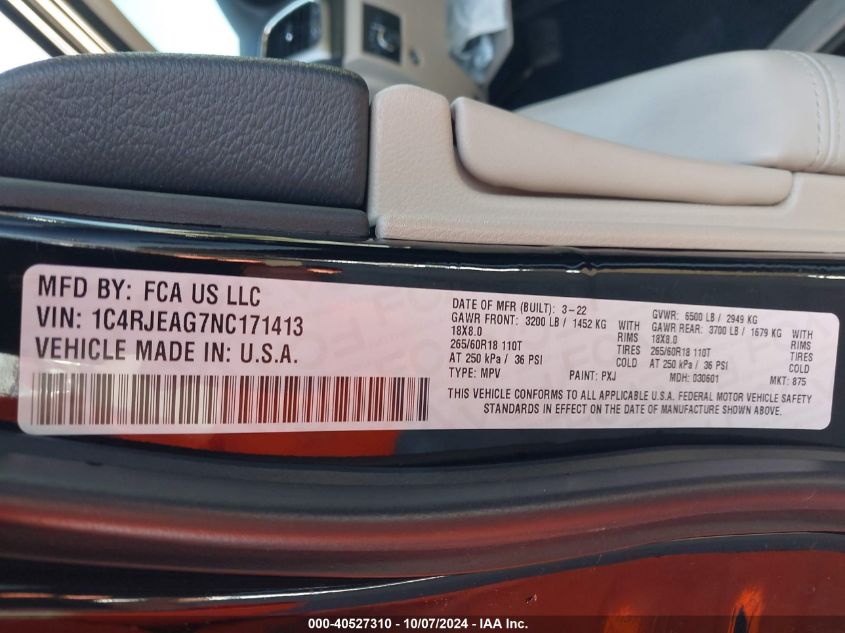 MFD BY: FCA US LLC
VIN: 1C4RJEAG7NC171413
VEHICLE MADE IN: U.S.A.
DATE OF MFR (BUILT): 3-22
GVWR: 6500 LB / 2949 KG
GAWR FRONT: 3200 LB / 1452 KG WITH GAWR REAR: 3700 LB / 1679 KG WITH
18X8.0 RIMS 18X8.0 RIMS
265/60R18 110T TIRES 265/60R18 110T TIRES
AT 250 kPa / 36 PSI COLD AT 250 kPa / 36 PSI COLD
TYPE: MPV PAINT: PXJ MDH: 030601 MKT: 875
THIS VEHICLE CONFORMS TO ALL APPLICABLE U.S.A. FEDERAL MOTOR VEHICLE SAFETY
STANDARDS IN EFFECT ON THE DATE OF MANUFACTURE SHOWN ABOVE.
000-40527310 - 10/07/2024 - IAA Inc.